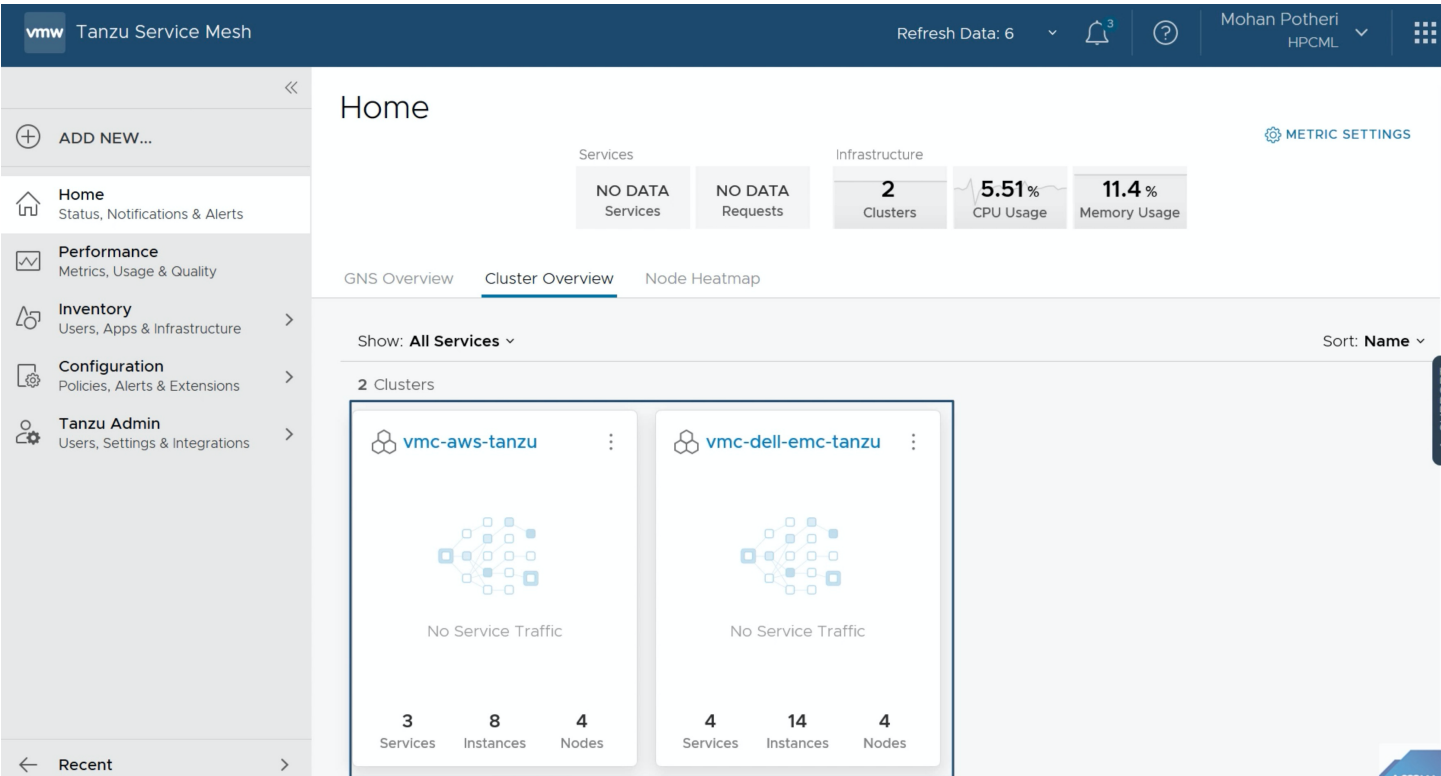 vmw Tanzu Service Mesh
Refresh Data: 6
3
?
Mohan Potheri
HPCML
ADD NEW...
Home
Status, Notifications & Alerts
Performance
Metrics, Usage & Quality
Inventory
Users, Apps & Infrastructure
Configuration
Policies, Alerts & Extensions
Tanzu Admin
Users, Settings & Integrations
Recent
Home
METRIC SETTINGS
Services
NO DATA
Services
NO DATA
Requests
Infrastructure
2
Clusters
5.51 %
CPU Usage
11.4 %
Memory Usage
GNS Overview Cluster Overview Node Heatmap
Show: All Services
Sort: Name
2 Clusters
vmc-aws-tanzu
No Service Traffic
3 8 4
Services Instances Nodes
vmc-dell-emc-tanzu
No Service Traffic
4 14 4
Services Instances Nodes